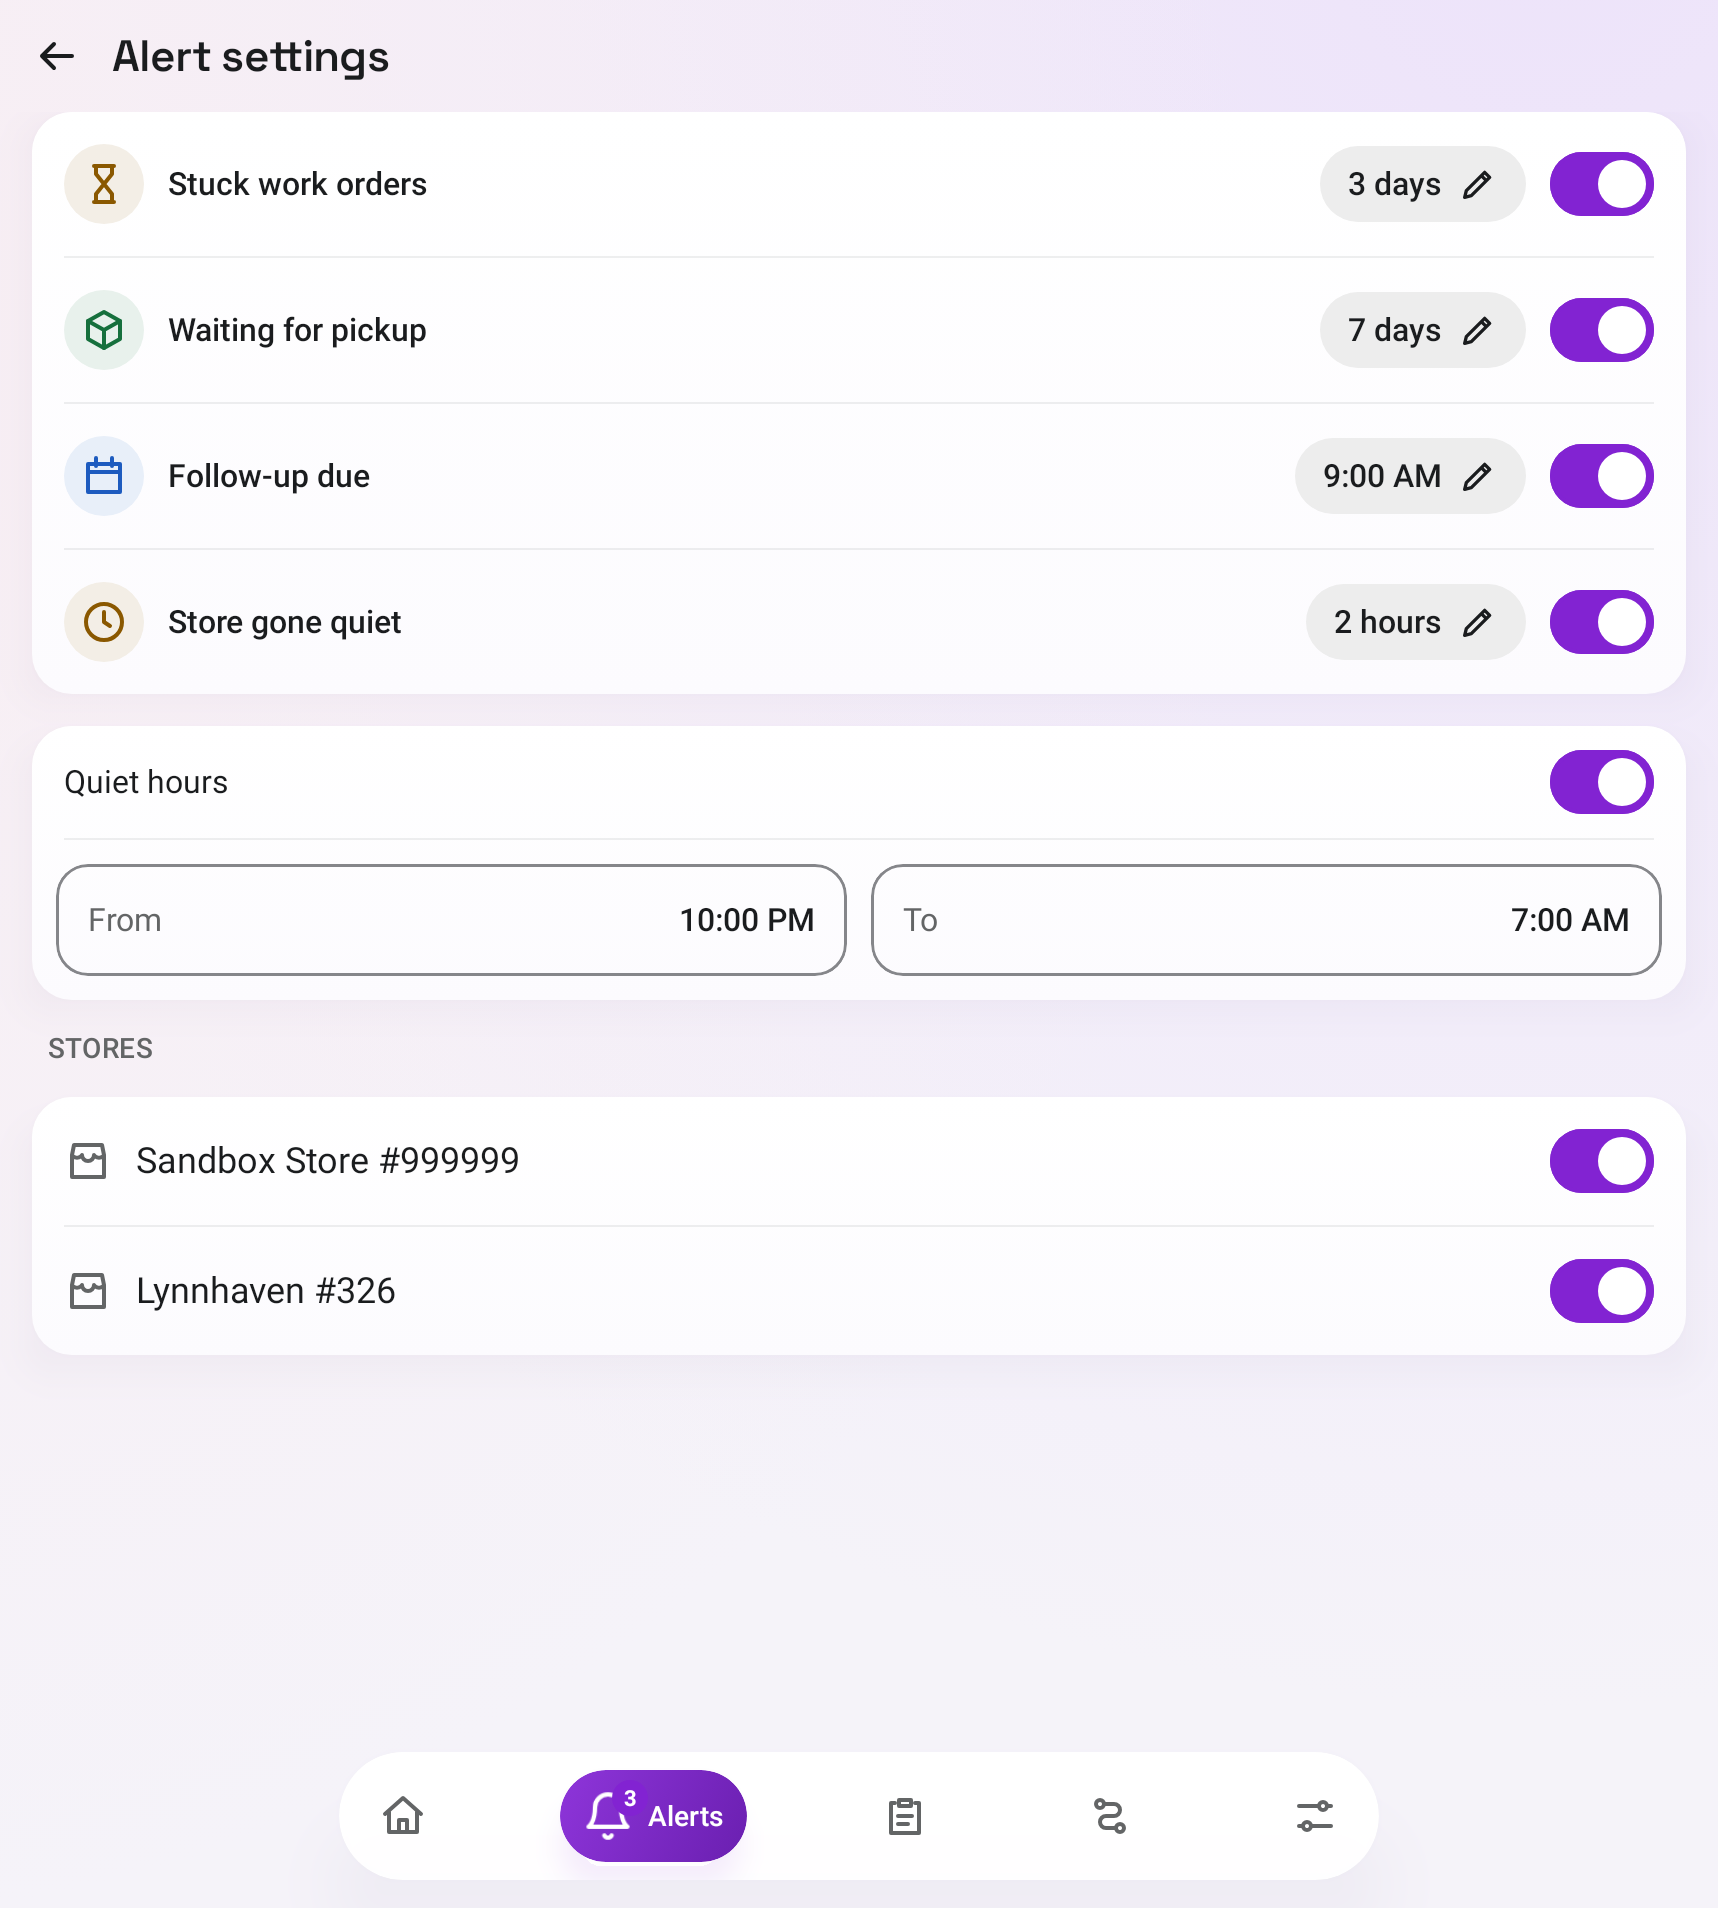 Alert settings
Stuck work orders 3 days
Waiting for pickup 7 days
Follow-up due 9:00 AM
Store gone quiet 2 hours
Quiet hours
From 10:00 PM To 7:00 AM
STORES
Sandbox Store #999999
Lynnhaven #326
3 Alerts